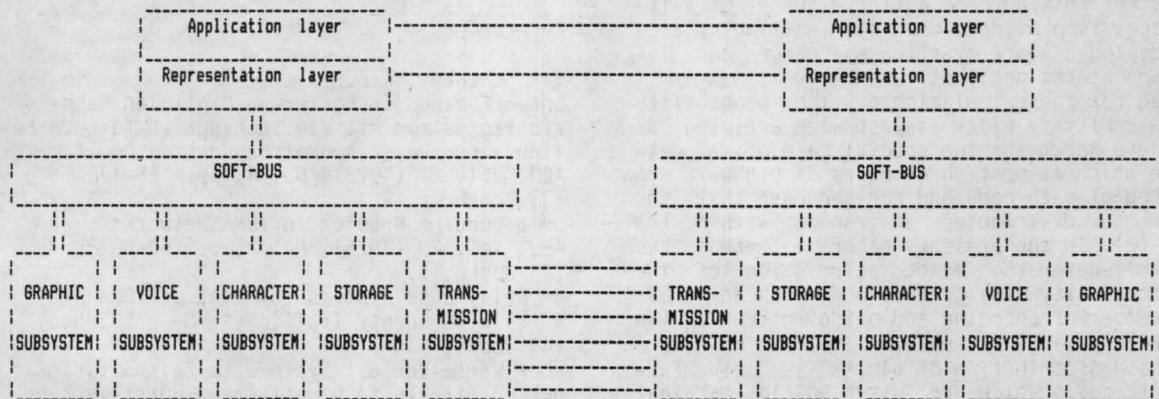 Application layer Application layer
Representation layer Representation layer
SOFT-BUS SOFT-BUS
GRAPHIC VOICE CHARACTER STORAGE TRANS- TRANS- STORAGE CHARACTER VOICE GRAPHIC
MISSION MISSION
SUBSYSTEM SUBSYSTEM SUBSYSTEM SUBSYSTEM SUBSYSTEM SUBSYSTEM SUBSYSTEM SUBSYSTEM SUBSYSTEM SUBSYSTEM